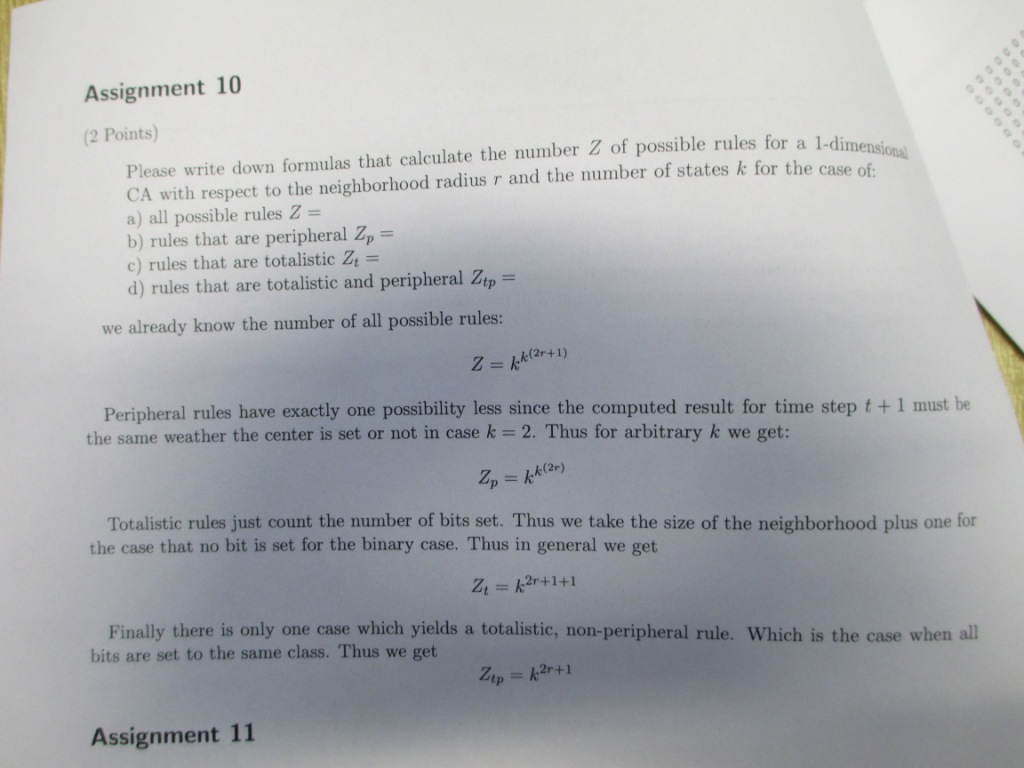 Assignment 10
(2 Points)
Please write down formulas that calculate the number Z of possible rules for a 1-dimensional
CA with respect to the neighborhood radius r and the number of states k for the case of:
a) all possible rules Z =
b) rules that are peripheral Z_p =
c) rules that are totalistic Z_t =
d) rules that are totalistic and peripheral Z_{tp} =
we already know the number of all possible rules:
Z = k^{k^{(2r+1)}}
Peripheral rules have exactly one possibility less since the computed result for time step t + 1 must be
the same weather the center is set or not in case k = 2. Thus for arbitrary k we get:
Z_p = k^{k^{(2r)}}
Totalistic rules just count the number of bits set. Thus we take the size of the neighborhood plus one for
the case that no bit is set for the binary case. Thus in general we get
Z_t = k^{2r+1+1}
Finally there is only one case which yields a totalistic, non-peripheral rule. Which is the case when all
bits are set to the same class. Thus we get
Z_{tp} = k^{2r+1}
Assignment 11